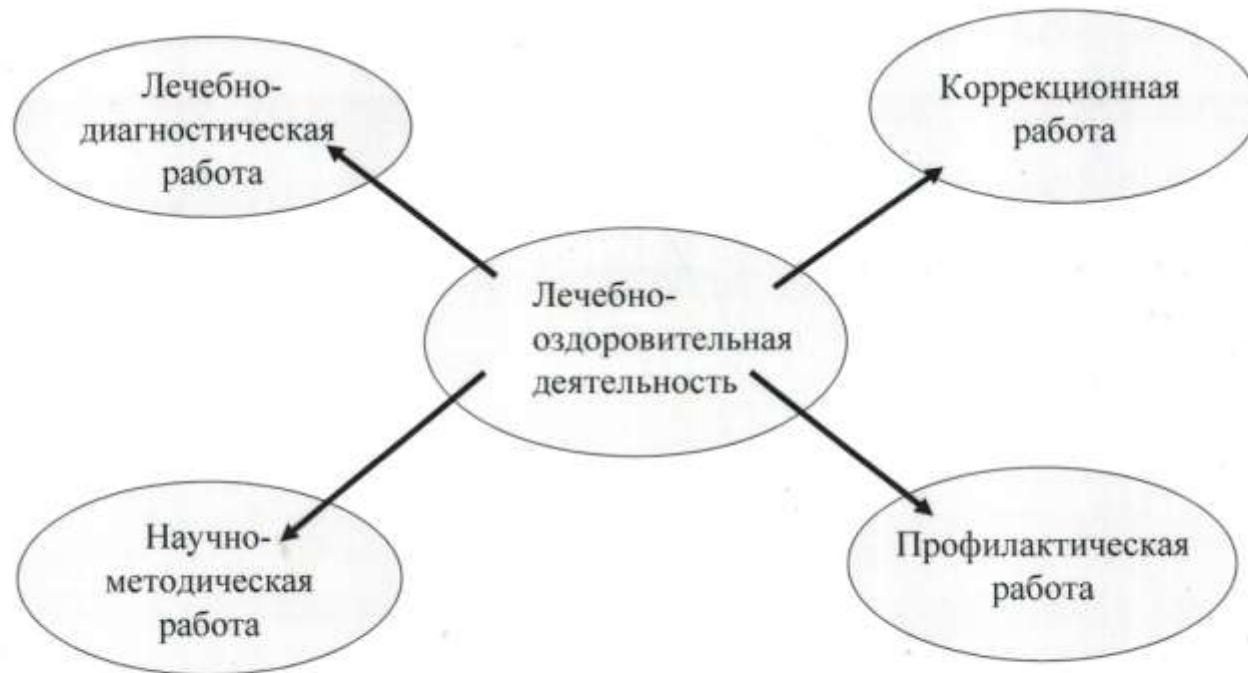 Лечебно-
диагностическая
работа
Коррекционная
работа
Лечебно-
оздоровительная
деятельность
Научно-
методическая
работа
Профилактическая
работа